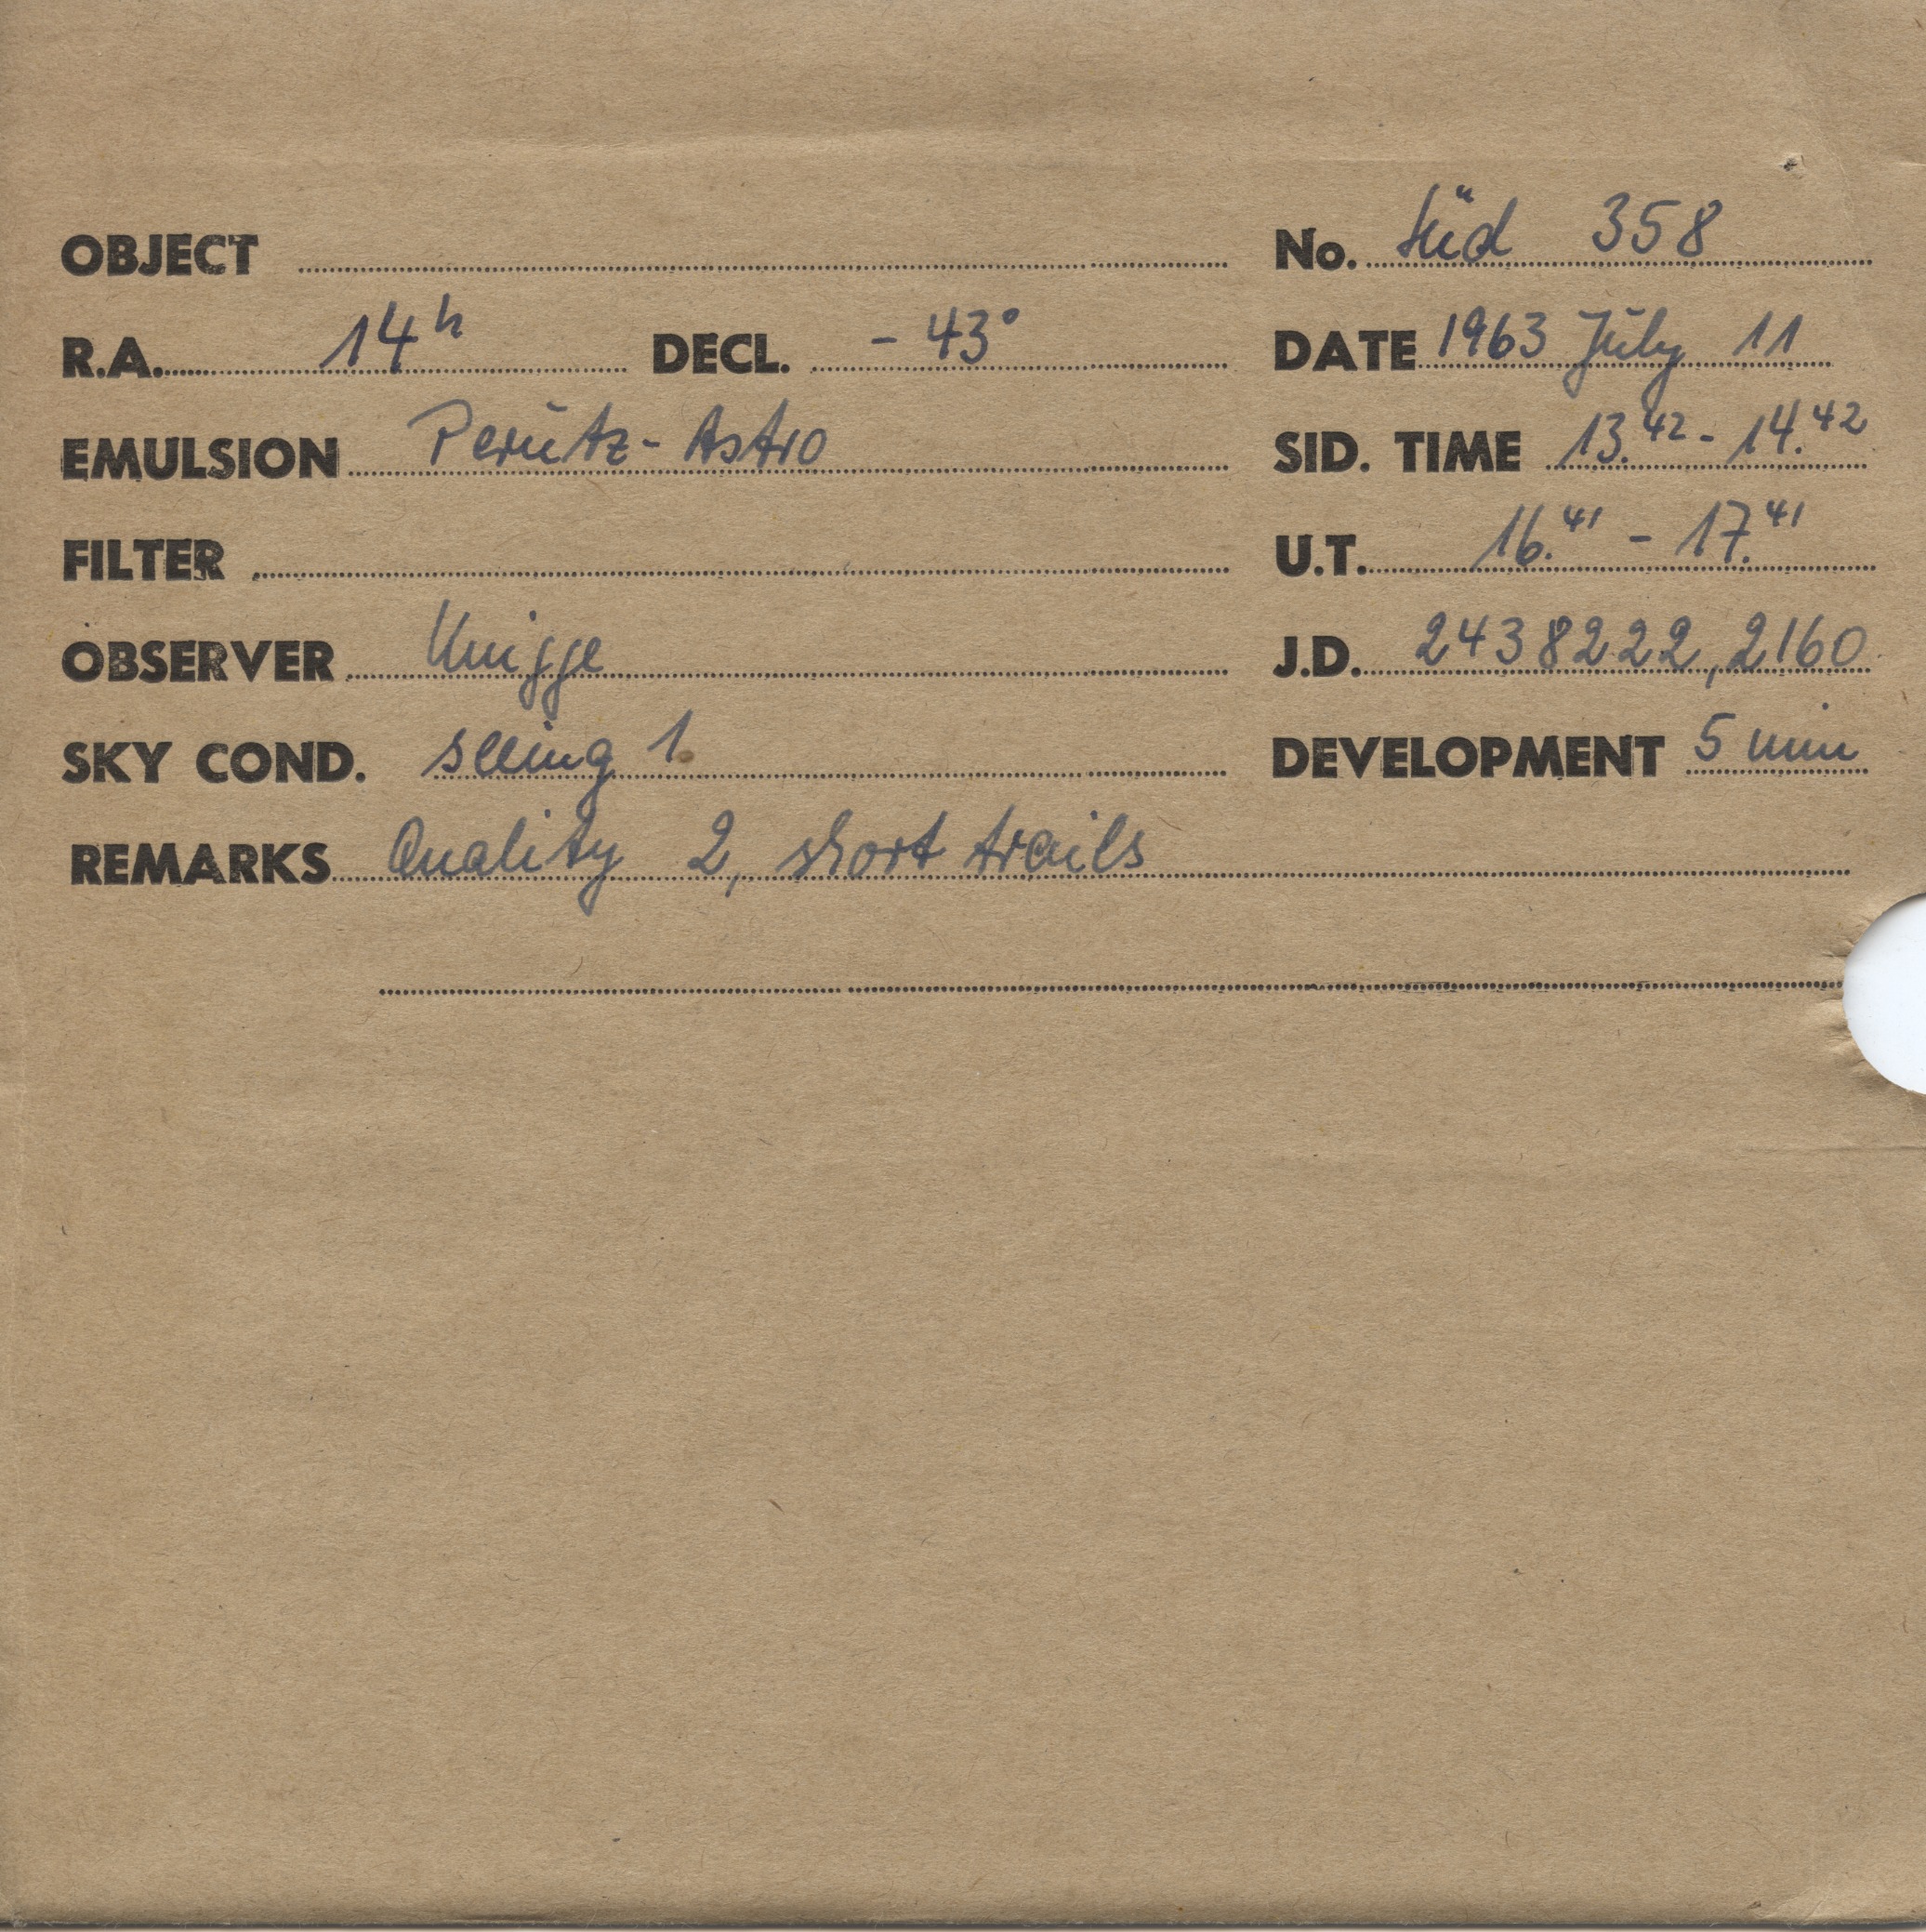 OBJECT No. Süd 358
R.A. 14h DECL. - 43° DATE 1963 July 11
EMULSION Perutz - Astro SID. TIME 13.42 - 14.42
FILTER U.T. 16.41 - 17.41
OBSERVER Knigge J.D. 2438222,2160
SKY COND. seeing 1 DEVELOPMENT 5 min
REMARKS Quality 2, short trails